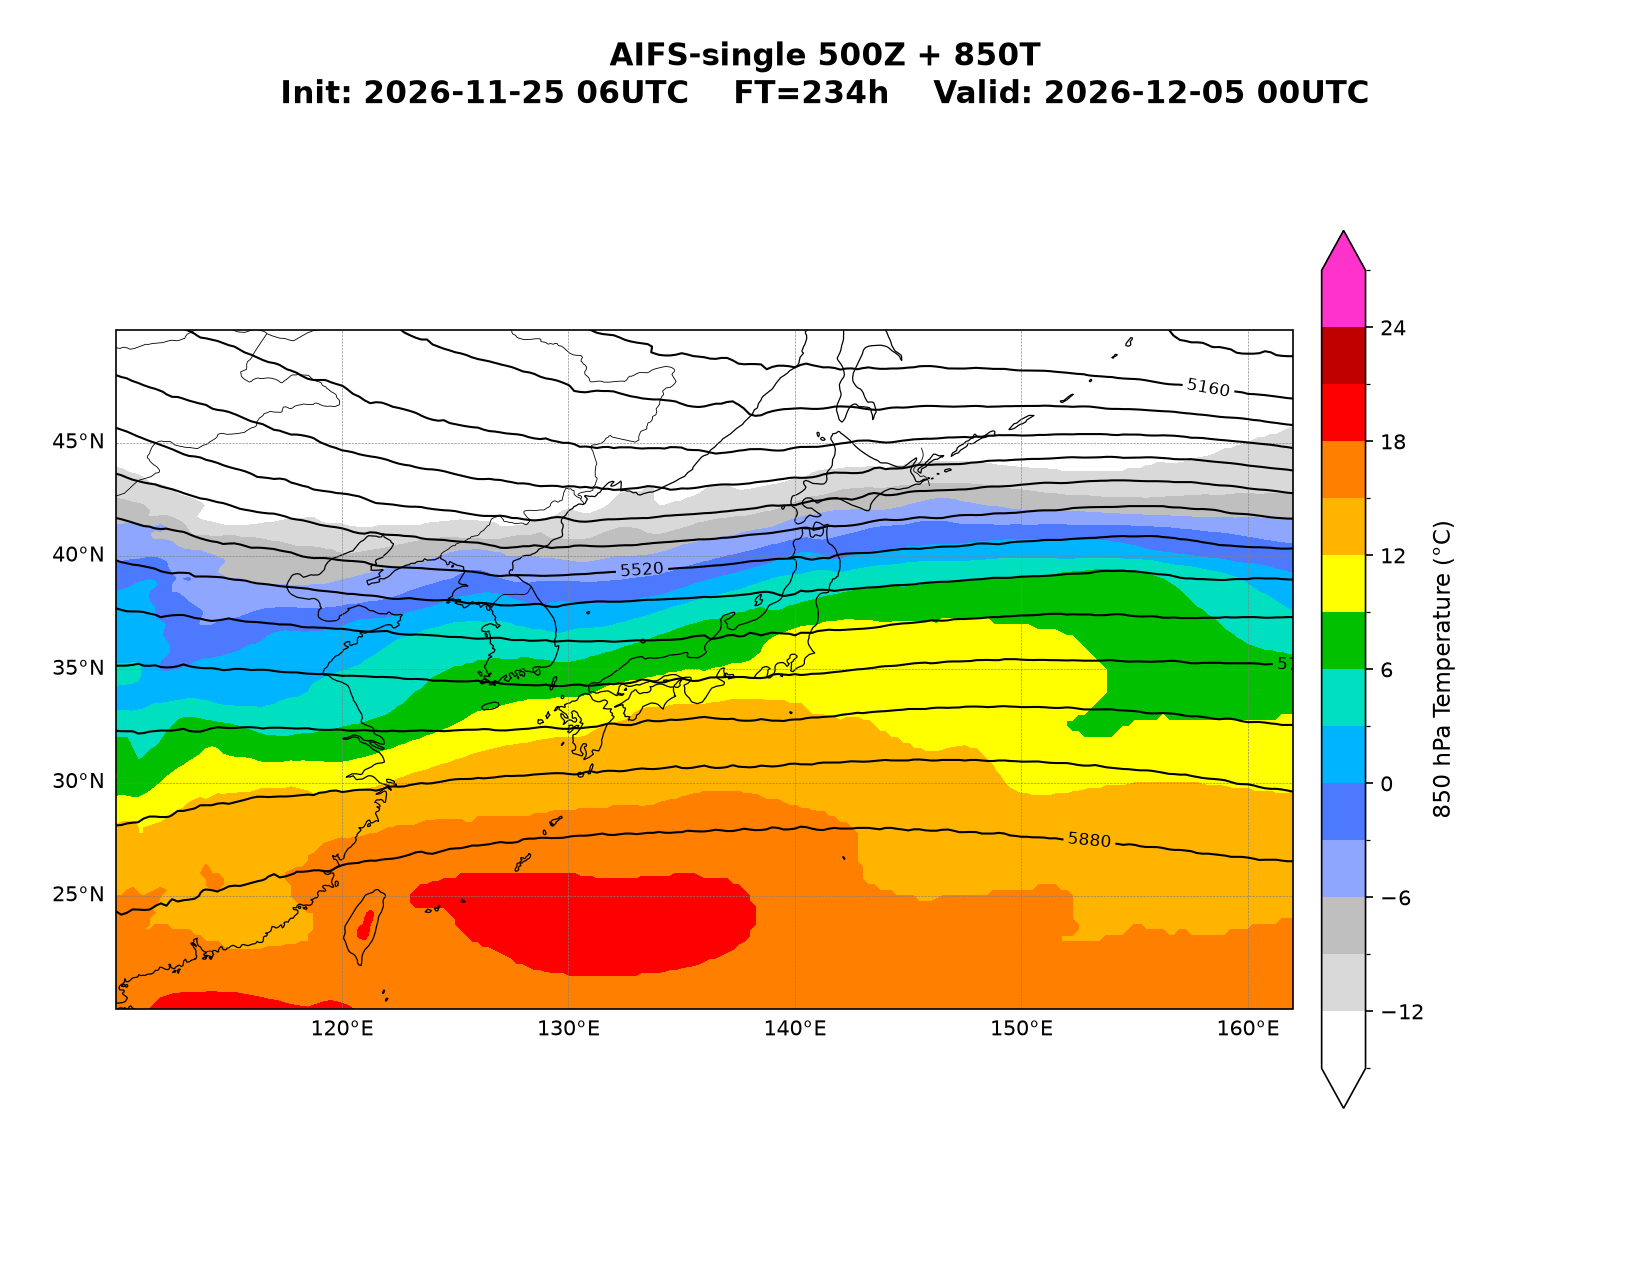 AIFS-single 500Z + 850T
Init: 2026-11-25 06UTC    FT=234h    Valid: 2026-12-05 00UTC
5160
5520
5880
45°N
40°N
35°N
30°N
25°N
120°E
130°E
140°E
150°E
160°E
24
18
12
6
0
−6
−12
850 hPa Temperature (°C)